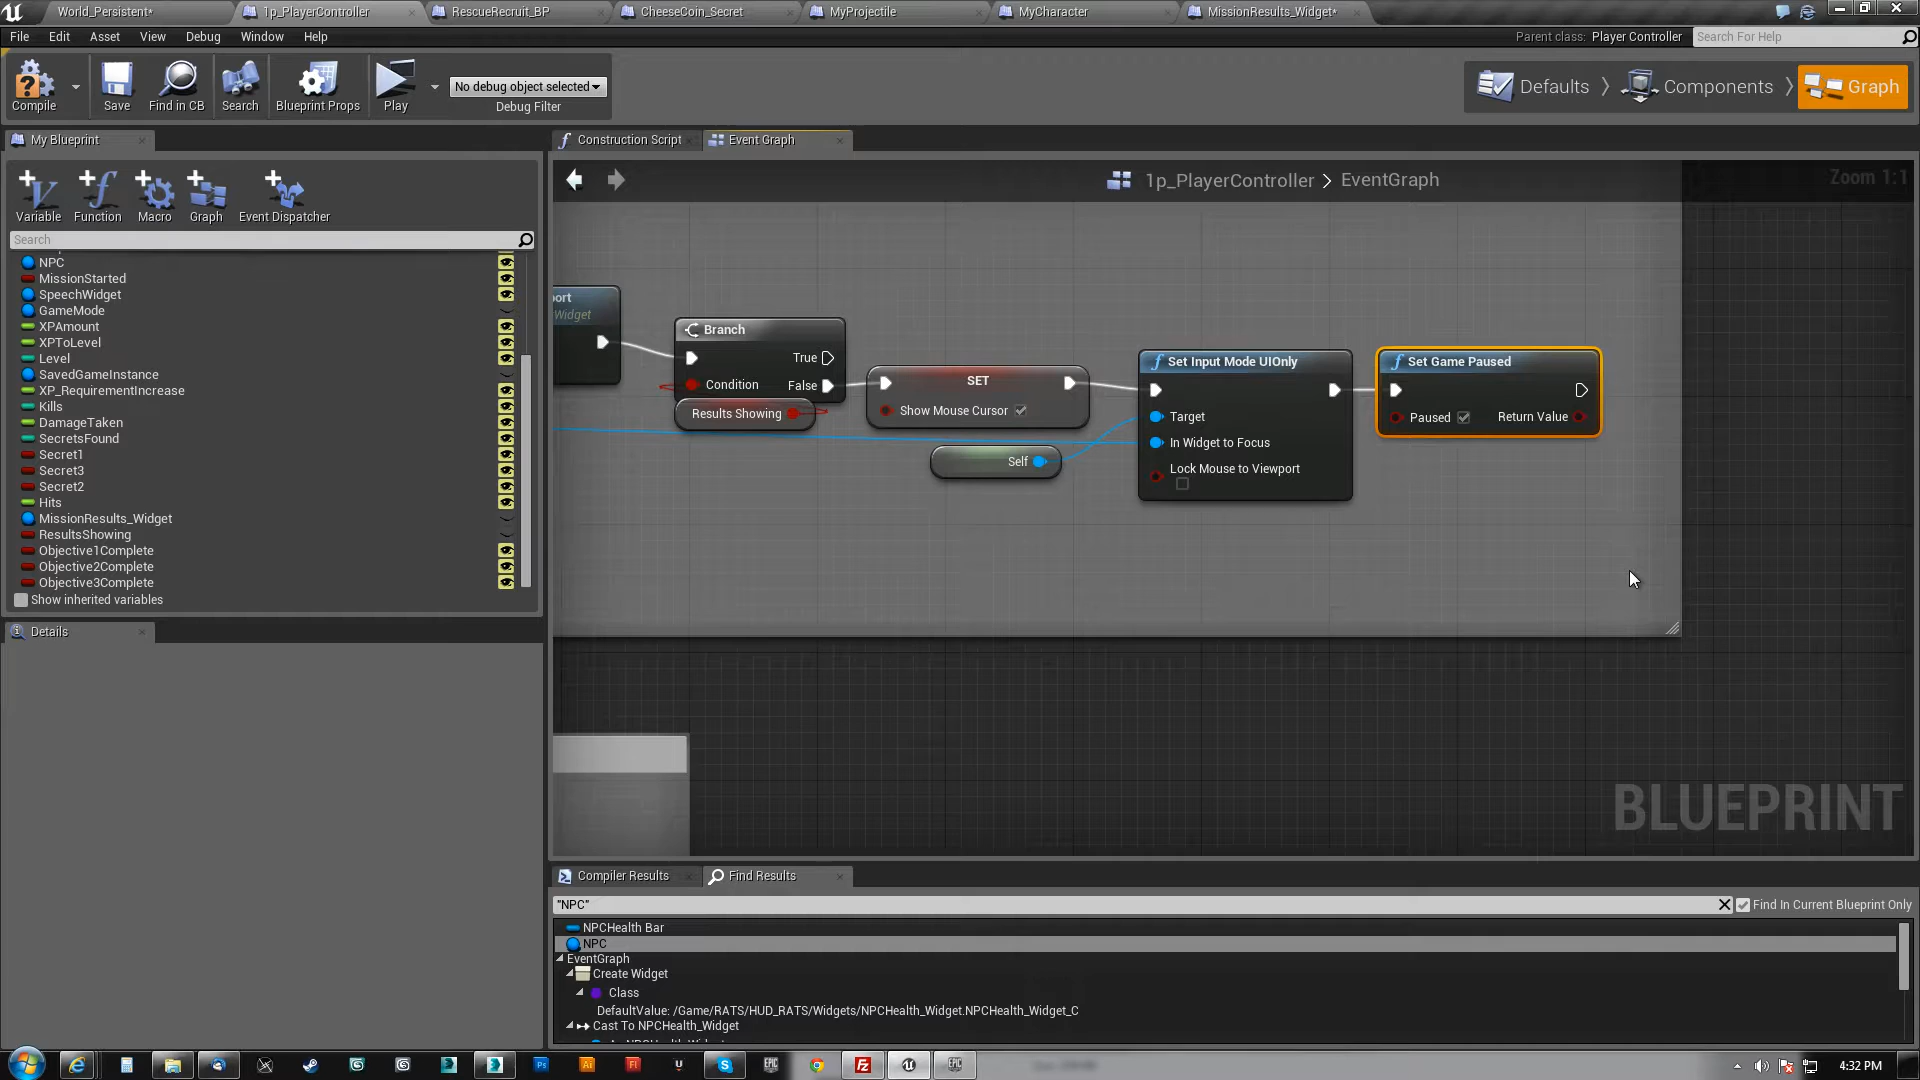 World_Persistent*
1p_PlayerController
RescueRecruit_BP
CheeseCoin_Secret
MyProjectile
MyCharacter
MissionResults_Widget*
File Edit Asset View Debug Window Help
Parent class: Player Controller
Search For Help
Compile
Save
Find in CB
Search
Blueprint Props
Play
No debug object selected
Debug Filter
Defaults
Components
Graph
My Blueprint
Construction Script
Event Graph
Variable
Function
Macro
Graph
Event Dispatcher
1p_PlayerController > EventGraph
Zoom 1:1
Search
NPC
MissionStarted
SpeechWidget
GameMode
XPAmount
XPToLevel
Level
SavedGameInstance
XP_RequirementIncrease
Kills
DamageTaken
SecretsFound
Secret1
Secret3
Secret2
Hits
MissionResults_Widget
ResultsShowing
Objective1Complete
Objective2Complete
Objective3Complete
Show inherited variables
Details
port
Widget
Branch
True
Condition
False
Results Showing
SET
Show Mouse Cursor
Self
Set Input Mode UIOnly
Target
In Widget to Focus
Lock Mouse to Viewport
Set Game Paused
Paused
Return Value
BLUEPRINT
Compiler Results
Find Results
"NPC"
Find In Current Blueprint Only
NPCHealth Bar
NPC
EventGraph
Create Widget
Class
DefaultValue: /Game/RATS/HUD_RATS/Widgets/NPCHealth_Widget.NPCHealth_Widget_C
Cast To NPCHealth_Widget
4:32 PM